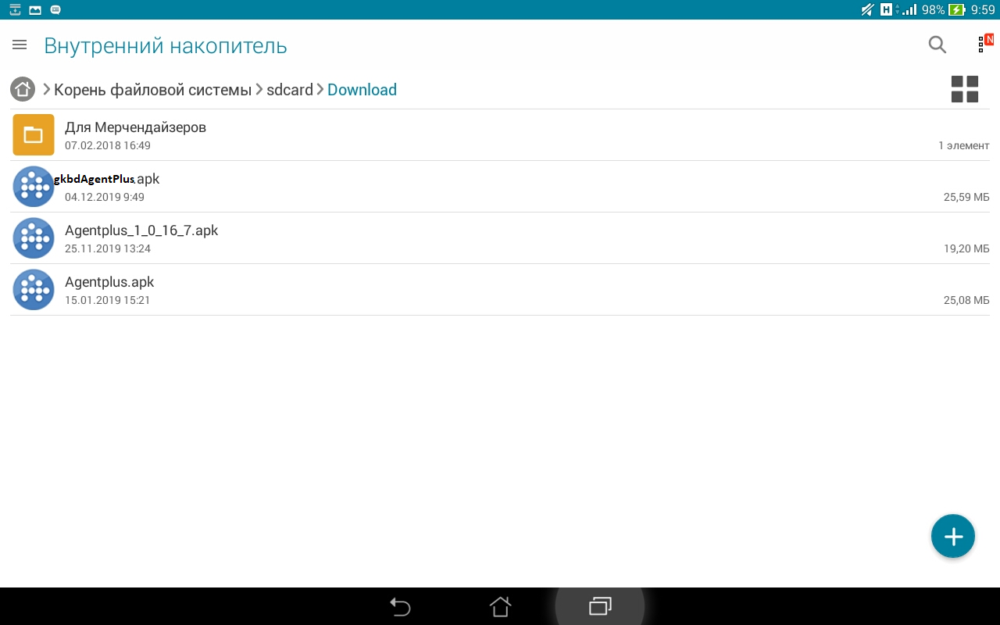 H 98% 9:59
Внутренний накопитель
N
Корень файловой системы sdcard Download
Для Мерчендайзеров
07.02.2018 16:49
1 элемент
gkbdAgentPlus.apk
04.12.2019 9:49
25,59 МБ
Agentplus_1_0_16_7.apk
25.11.2019 13:24
19,20 МБ
Agentplus.apk
15.01.2019 15:21
25,08 МБ